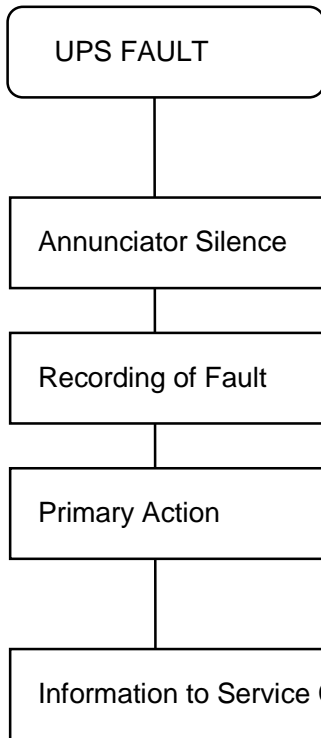 UPS FAULT
Annunciator Silence
Recording of Fault
Primary Action
Information to Service